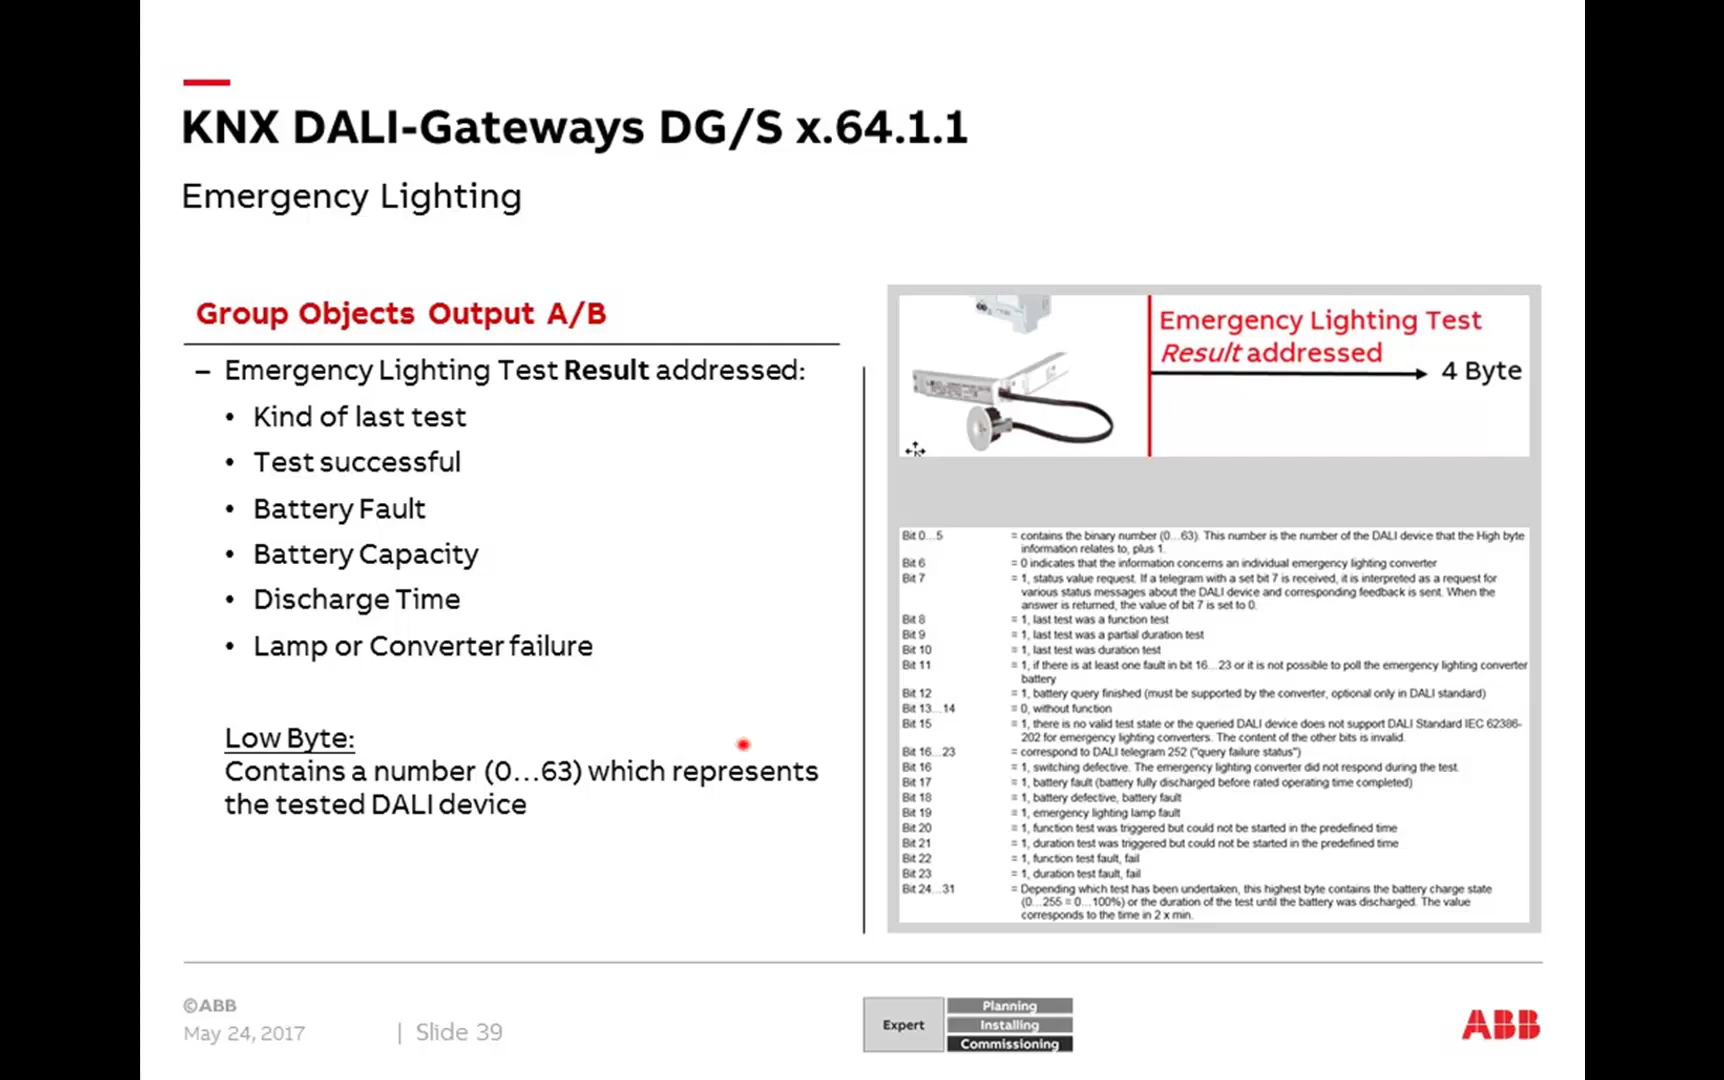 KNX DALI-Gateways DG/S x.64.1.1
Emergency Lighting
Group Objects Output A/B
– Emergency Lighting Test Result addressed:
• Kind of last test
• Test successful
• Battery Fault
• Battery Capacity
• Discharge Time
• Lamp or Converter failure
Low Byte:
Contains a number (0...63) which represents
the tested DALI device
Emergency Lighting Test
Result addressed
4 Byte
Bit 0...5 = contains the binary number (0...63). This number is the number of the DALI device that the High byte
information relates to, plus 1.
Bit 6 = 0 indicates that the information concerns an individual emergency lighting converter
Bit 7 = 1, status value request. If a telegram with a set bit 7 is received, it is interpreted as a request for
various status messages about the DALI device and corresponding feedback is sent. When the
answer is returned, the value of bit 7 is set to 0.
Bit 8 = 1, last test was a function test
Bit 9 = 1, last test was a partial duration test
Bit 10 = 1, last test was duration test
Bit 11 = 1, if there is at least one fault in bit 16...23 or it is not possible to poll the emergency lighting converter
battery
Bit 12 = 1, battery query finished (must be supported by the converter, optional only in DALI standard)
Bit 13...14 = 0, without function
Bit 15 = 1, there is no valid test state or the queried DALI device does not support DALI Standard IEC 62386-
202 for emergency lighting converters. The content of the other bits is invalid.
Bit 16...23 = correspond to DALI telegram 252 ("query failure status")
Bit 16 = 1, switching defective. The emergency lighting converter did not respond during the test.
Bit 17 = 1, battery fault (battery fully discharged before rated operating time completed)
Bit 18 = 1, battery defective, battery fault
Bit 19 = 1, emergency lighting lamp fault
Bit 20 = 1, function test was triggered but could not be started in the predefined time
Bit 21 = 1, duration test was triggered but could not be started in the predefined time
Bit 22 = 1, function test fault, fail
Bit 23 = 1, duration test fault, fail
Bit 24...31 = Depending which test has been undertaken, this highest byte contains the battery charge state
(0...255 = 0...100%) or the duration of the test until the battery was discharged. The value
corresponds to the time in 2 x min.
©ABB
May 24, 2017 | Slide 39
Expert
Planning
Installing
Commissioning
ABB